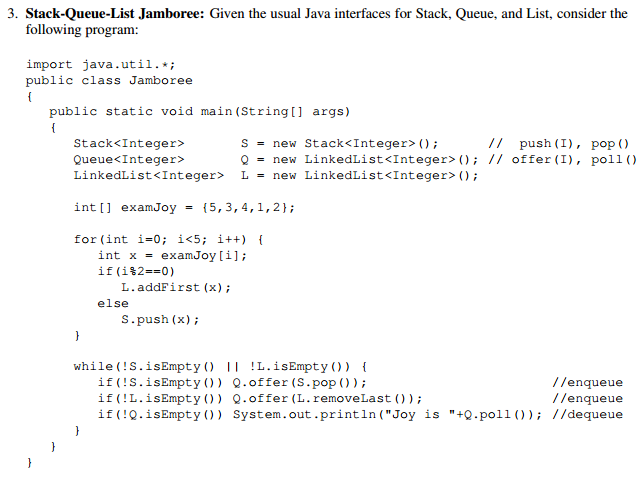 3. Stack-Queue-List Jamboree: Given the usual Java interfaces for Stack, Queue, and List, consider the
following program:
import java.util.*;
public class Jamboree
{
    public static void main(String[] args)
    {
        Stack<Integer>       S = new Stack<Integer>();      //  push(I), pop()
        Queue<Integer>       Q = new LinkedList<Integer>(); // offer(I), poll()
        LinkedList<Integer>  L = new LinkedList<Integer>();
        int[] examJoy = {5,3,4,1,2};
        for(int i=0; i<5; i++) {
            int x = examJoy[i];
            if(i%2==0)
                L.addFirst(x);
            else
                S.push(x);
        }
        while(!S.isEmpty() || !L.isEmpty()) {
            if(!S.isEmpty()) Q.offer(S.pop());                      //enqueue
            if(!L.isEmpty()) Q.offer(L.removeLast());               //enqueue
            if(!Q.isEmpty()) System.out.println("Joy is "+Q.poll()); //dequeue
        }
    }
}